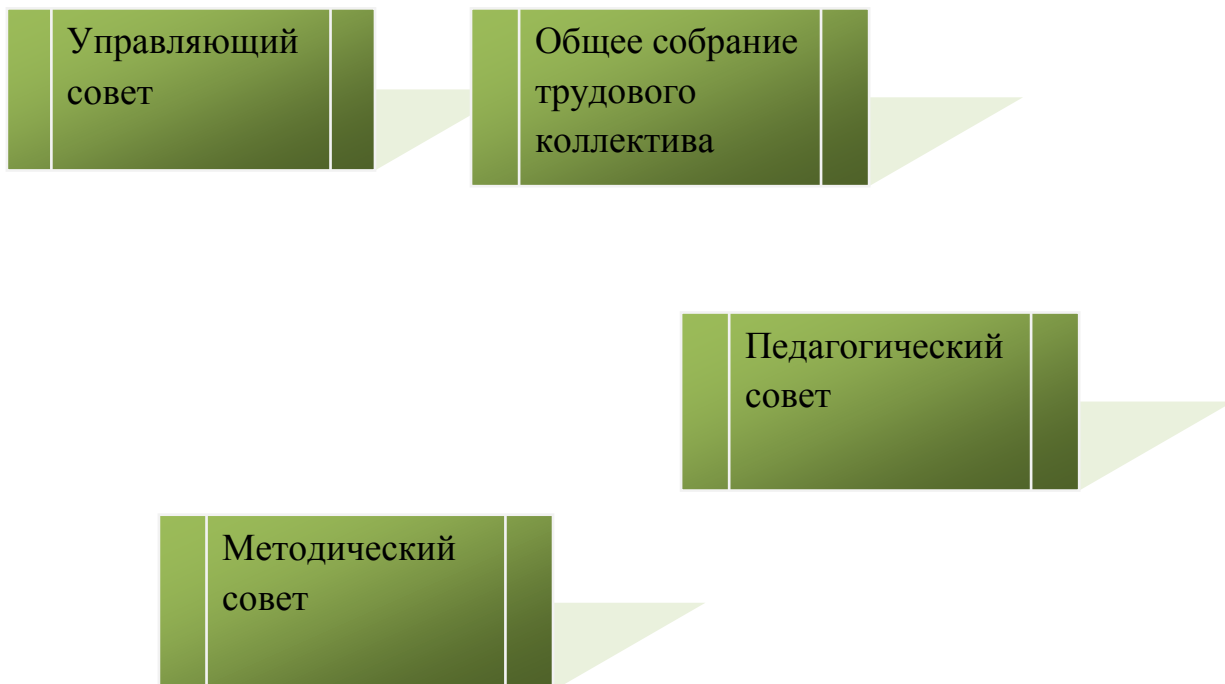 Управляющий
совет
Общее собрание
трудового
коллектива
Педагогический
совет
Методический
совет